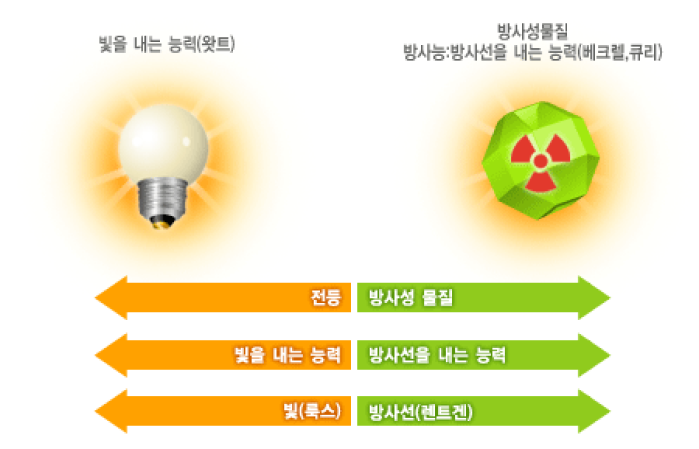 빛을 내는 능력(왓트)
방사성물질
방사능:방사선을 내는 능력(베크렐,큐리)
전등
방사성 물질
빛을 내는 능력
방사선을 내는 능력
빛(룩스)
방사선(렌트겐)